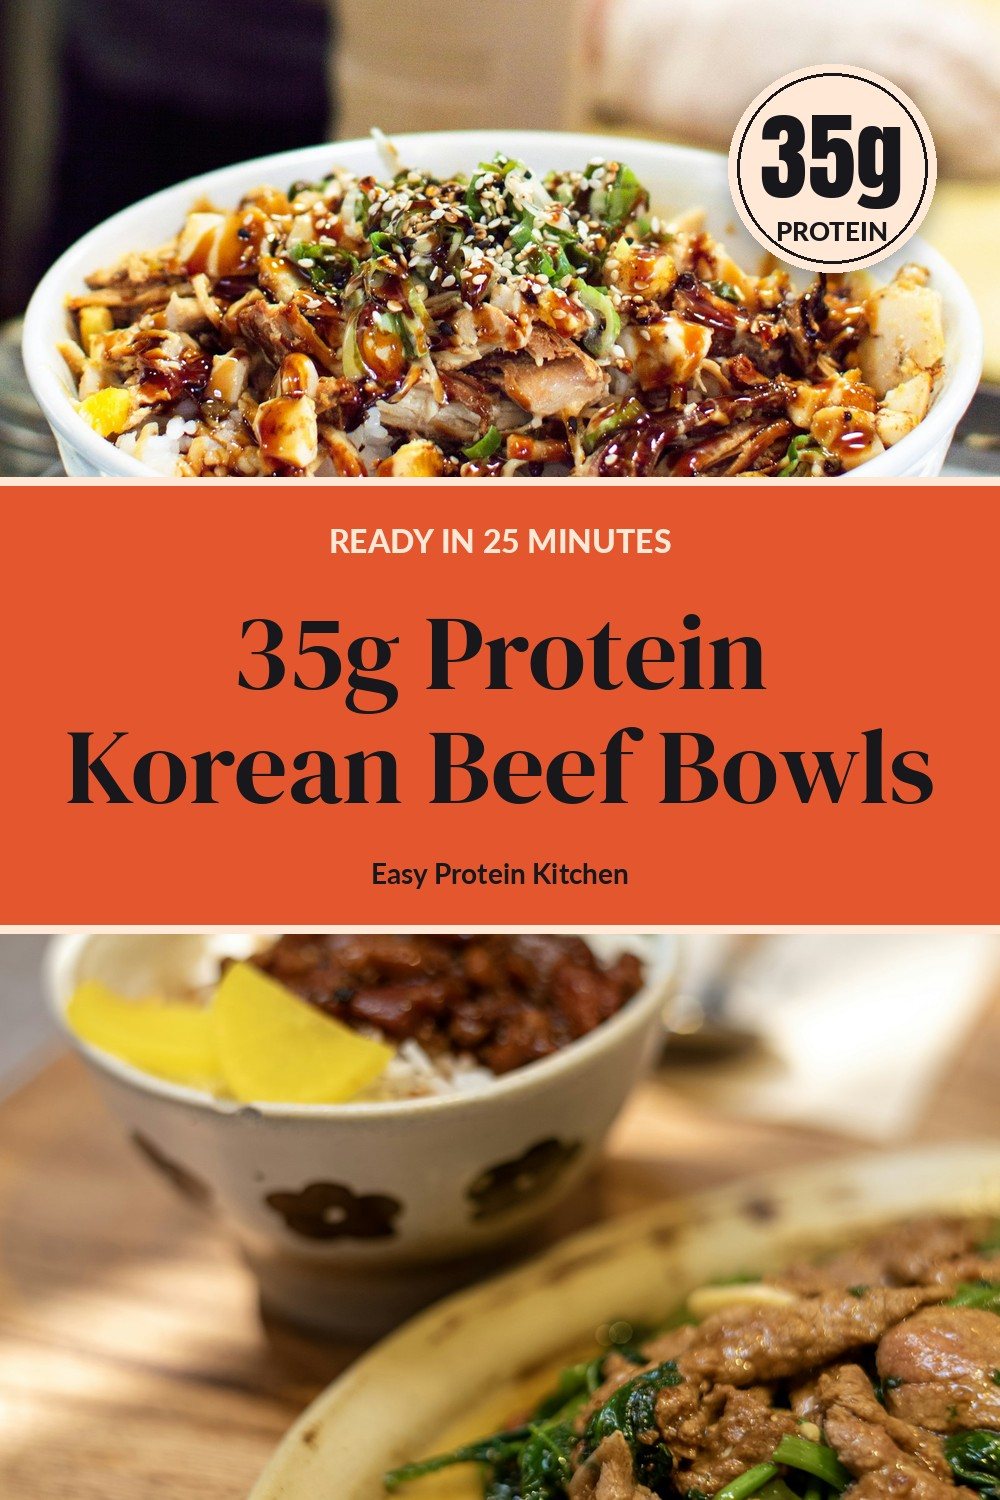 35g
PROTEIN
READY IN 25 MINUTES
35g Protein
Korean Beef Bowls
Easy Protein Kitchen